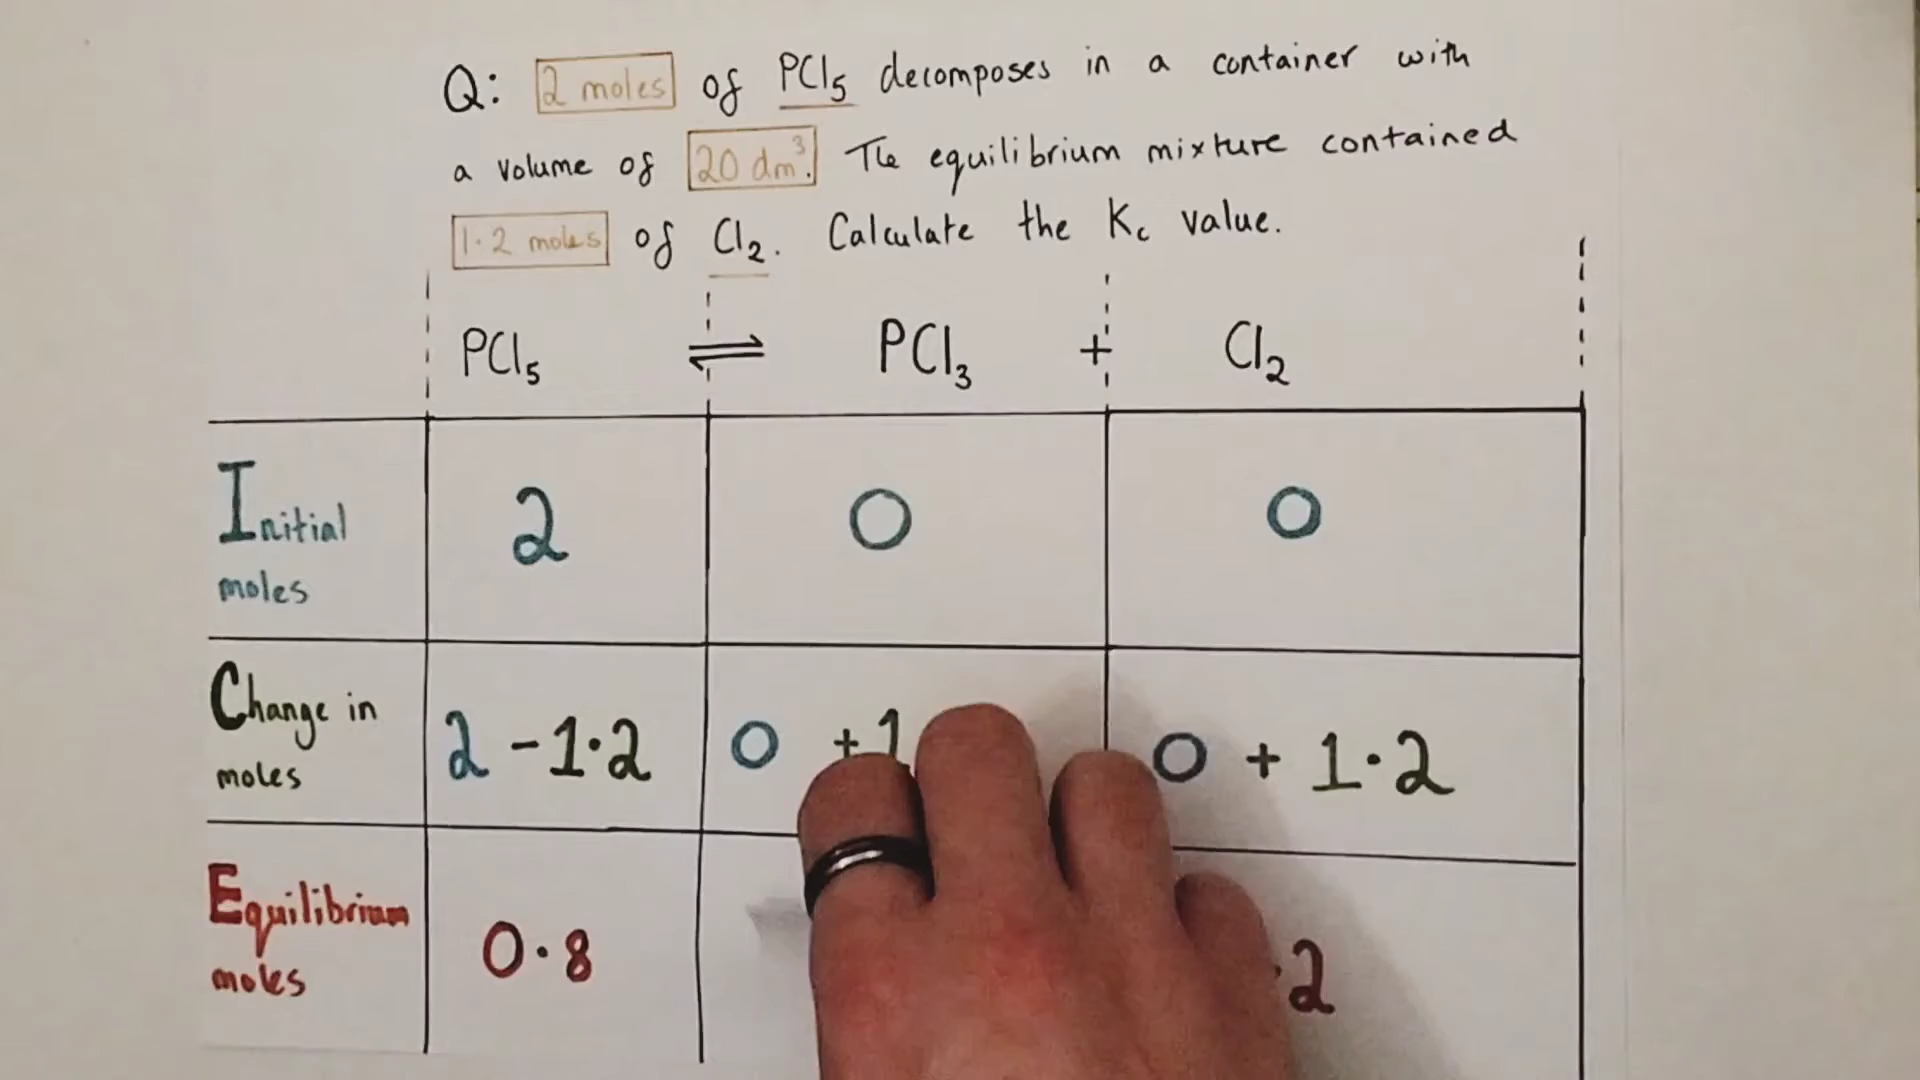 Q: 2 moles of PCl₅ decomposes in a container with
a volume of 20 dm³. The equilibrium mixture contained
1·2 moles of Cl₂. Calculate the Kc value.
PCl₅ ⇌ PCl₃ + Cl₂
Initial moles 2 0 0
Change in moles 2 -1·2 0 +1 0 + 1·2
Equilibrium moles 0·8 ·2